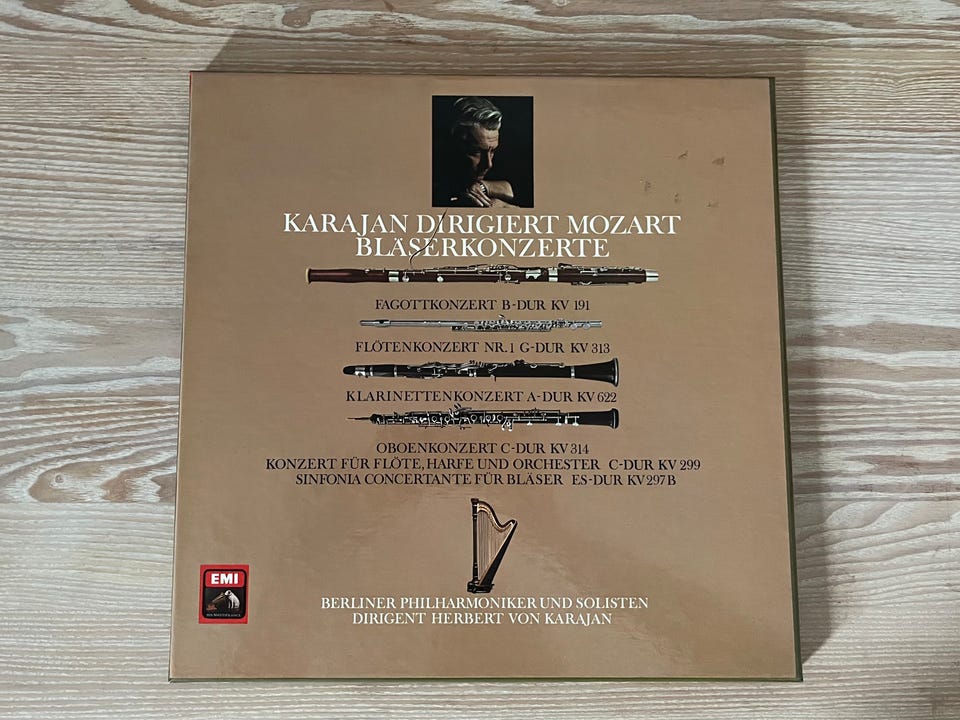 KARAJAN DIRIGIERT MOZART
BLÄSERKONZERTE
FAGOTTKONZERT B-DUR KV 191
FLÖTENKONZERT NR. 1 G-DUR KV 313
KLARINETTENKONZERT A-DUR KV 622
OBOENKONZERT C-DUR KV 314
KONZERT FÜR FLÖTE, HARFE UND ORCHESTER C-DUR KV 299
SINFONIA CONCERTANTE FÜR BLÄSER ES-DUR KV 297 B
EMI
BERLINER PHILHARMONIKER UND SOLISTEN
DIRIGENT HERBERT VON KARAJAN